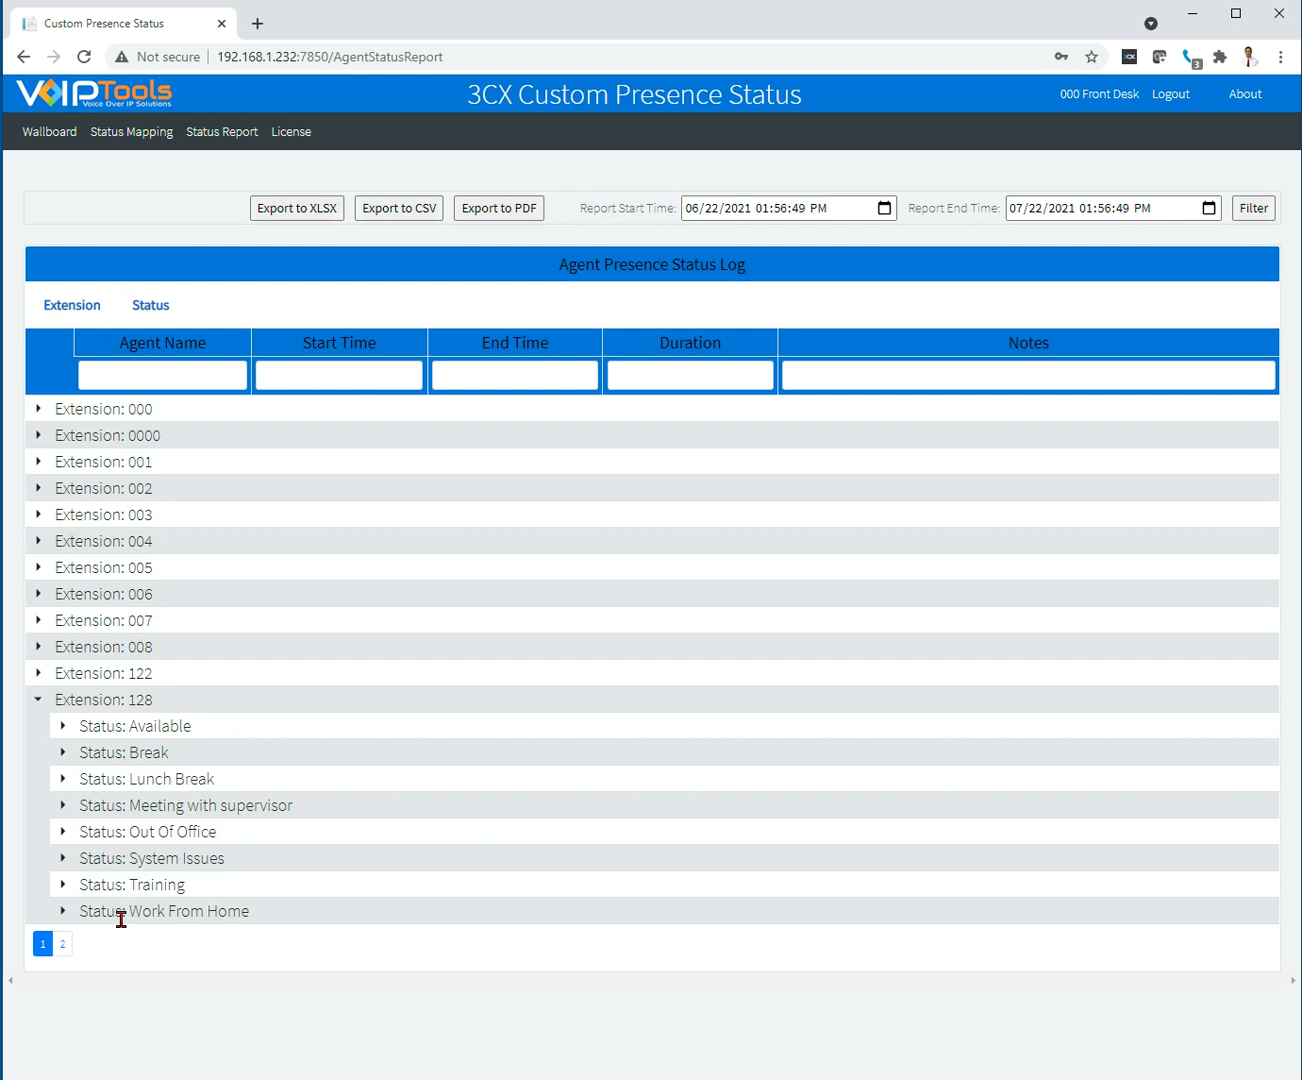 Custom Presence Status
Not secure | 192.168.1.232:7850/AgentStatusReport
3
VOIPTools
Voice Over IP Solutions
3CX Custom Presence Status
000 Front Desk Logout About
Wallboard Status Mapping Status Report License
Export to XLSX Export to CSV Export to PDF Report Start Time: 06/22/2021 01:56:49 PM Report End Time: 07/22/2021 01:56:49 PM Filter
Agent Presence Status Log
Extension Status
Agent Name Start Time End Time Duration Notes
Extension: 000
Extension: 0000
Extension: 001
Extension: 002
Extension: 003
Extension: 004
Extension: 005
Extension: 006
Extension: 007
Extension: 008
Extension: 122
Extension: 128
Status: Available
Status: Break
Status: Lunch Break
Status: Meeting with supervisor
Status: Out Of Office
Status: System Issues
Status: Training
Status: Work From Home
1 2